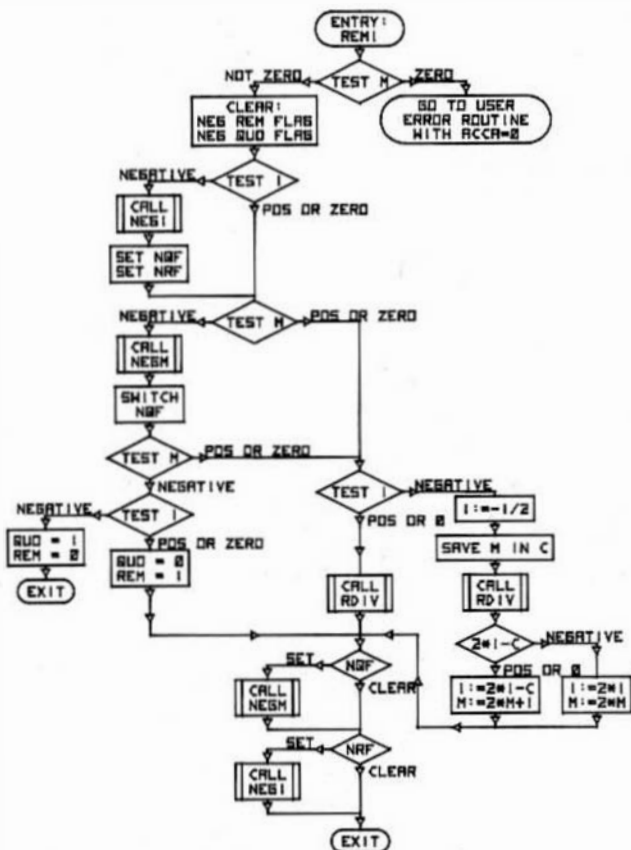 ENTRY:
REMI
TEST M
NOT ZERO
ZERO
CLEAR:
NEG REM FLAG
NEG QUO FLAG
GO TO USER
ERROR ROUTINE
WITH ACCA=0
TEST I
NEGATIVE
POS OR ZERO
CALL
NEGI
SET NQF
SET NRF
TEST M
NEGATIVE
POS OR ZERO
CALL
NEGM
SWITCH
NQF
TEST M
POS OR ZERO
NEGATIVE
TEST I
NEGATIVE
POS OR ZERO
QUO = 1
REM = 0
EXIT
QUO = 0
REM = I
TEST I
NEGATIVE
POS OR 0
I:=-I/2
SAVE M IN C
CALL
RDIV
CALL
RDIV
2*I-C
NEGATIVE
POS OR 0
I:=2*I-C
M:=2*M+1
I:=2*I
M:=2*M
NQF
SET
CLEAR
CALL
NEGM
NRF
SET
CLEAR
CALL
NEGI
EXIT